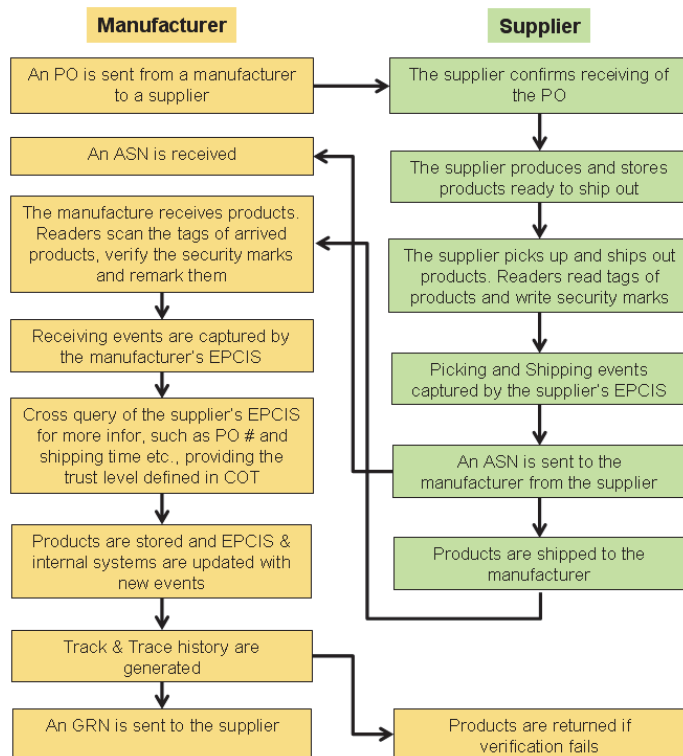 Manufacturer
An PO is sent from a manufacturer
to a supplier
An ASN is received
The manufacture receives products.
Readers scan the tags of arrived
products, verify the security marks
and remark them
Receiving events are captured by
the manufacturer's EPCIS
Cross query of the supplier's EPCIS
for more infor, such as PO # and
shipping time etc., providing the
trust level defined in COT
Products are stored and EPCIS &
internal systems are updated with
new events
Track & Trace history are
generated
An GRN is sent to the supplier
Supplier
The supplier confirms receiving of
the PO
The supplier produces and stores
products ready to ship out
The supplier picks up and ships out
products. Readers read tags of
products and write security marks
Picking and Shipping events
captured by the supplier's EPCIS
An ASN is sent to the
manufacturer from the supplier
Products are shipped to the
manufacturer
Products are returned if
verification fails